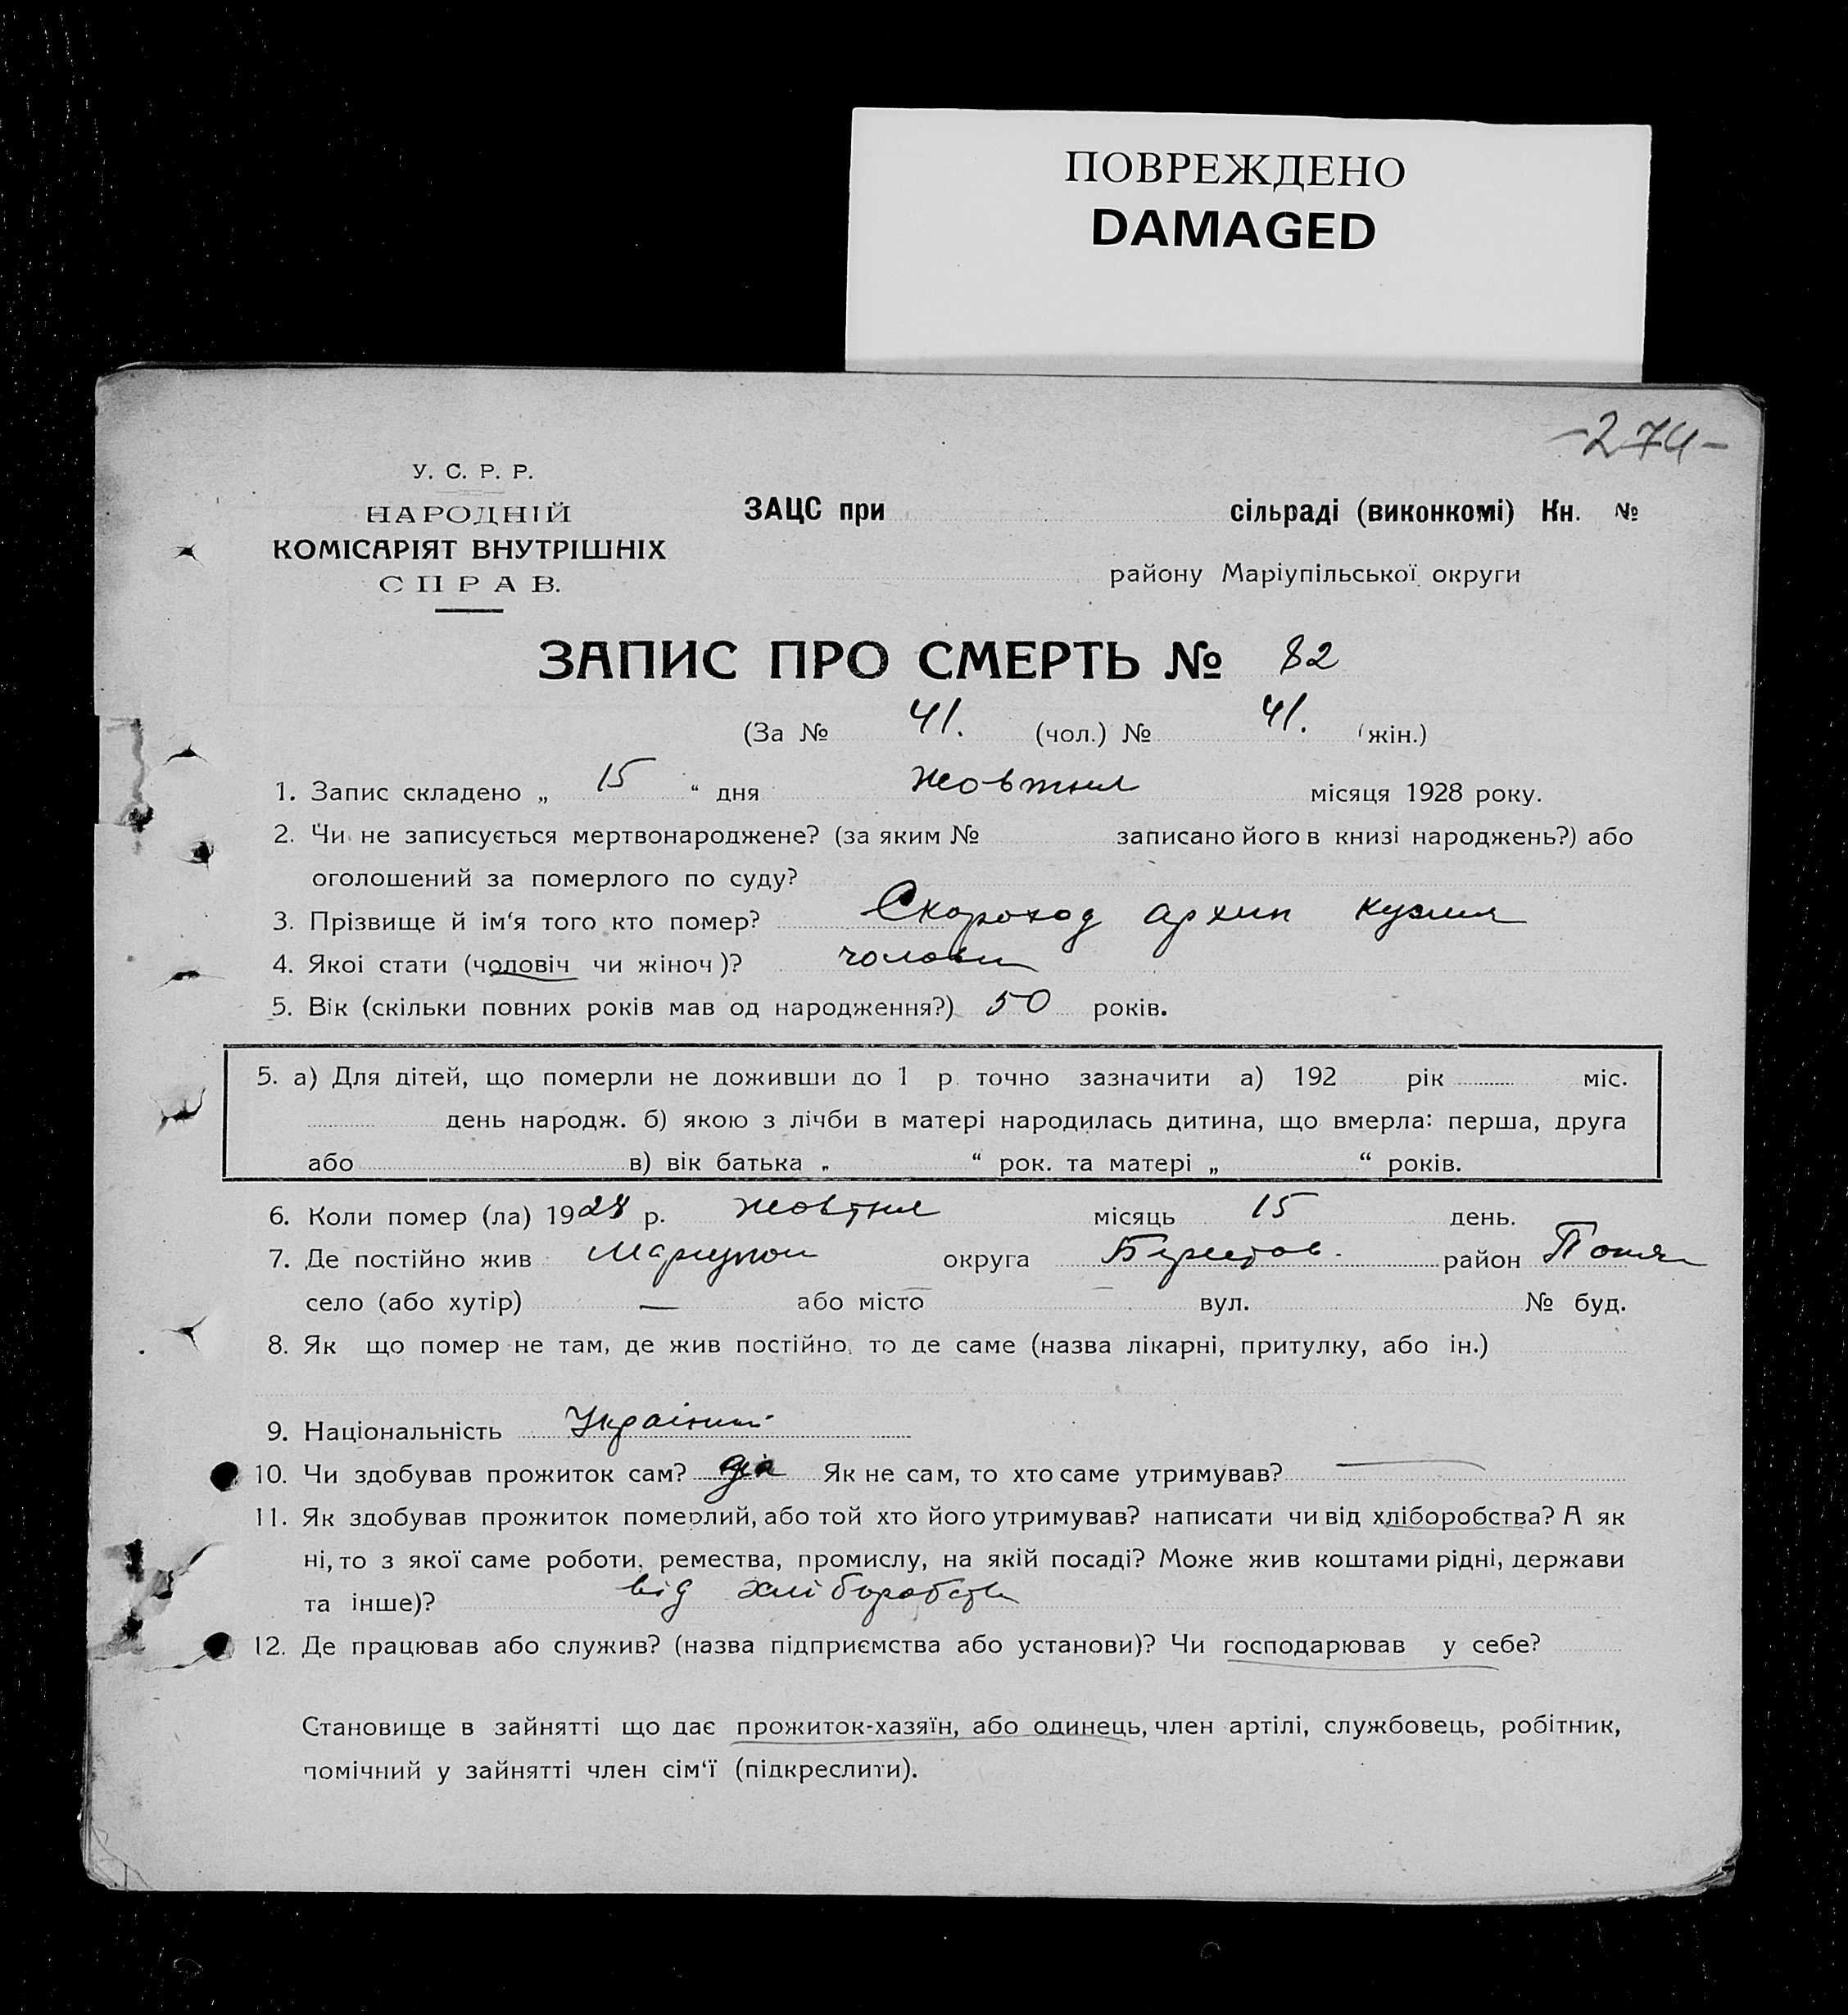 ПОВРЕЖДЕНО
DAMAGED
-274-
У. С. Р. Р.
НАРОДНІЙ
КОМІСАРІЯТ ВНУТРІШНІХ
СПРАВ.
ЗАЦС при сільраді (виконкомі) Кн. №
району Маріупільської округи
ЗАПИС ПРО СМЕРТЬ № 82
(За № 41. (чол.) № 41. (жін.)
1. Запис складено „ 15 “ дня жовтня місяця 1928 року.
2. Чи не записується мертвонароджене? (за яким № записано його в книзі народжень?) або
оголошений за померлого по суду?
3. Прізвище й ім‘я того кто помер? Скороход Архип Кузмич
4. Якоі стати (чоловіч чи жіноч)?
5. Вік (скільки повних років мав од народження?) 50 років.
5. а) Для дітей, що померли не доживши до 1 р. точно зазначити а) 192 рік міс.
день народж. б) якою з лічби в матері народилась дитина, що вмерла: перша, друга
або в) вік батька „ “ рок. та матері „ “ років.
6. Коли помер (ла) 1928 р. жовтня місяць 15 день.
7. Де постійно жив Мариупол округа Берестов. район
село (або хутір) — або місто — вул. № буд.
8. Як що помер не там, де жив постійно, то де саме (назва лікарні, притулку, або ін.)
9. Національність
10. Чи здобував прожиток сам? да Як не сам, то хто саме утримував? —
11. Як здобував прожиток померлий, або той хто його утримував? написати чи від хліборобства? А як
ні, то з якої саме роботи, ремества, промислу, на якій посаді? Може жив коштами рідні, держави
та інше)? від хліборобств
12. Де працював або служив? (назва підприємства або установи)? Чи господарював у себе?
Становище в зайнятті що дає прожиток-хазяїн, або одинець, член артілі, службовець, робітник,
помічний у зайнятті член сім‘ї (підкреслити).